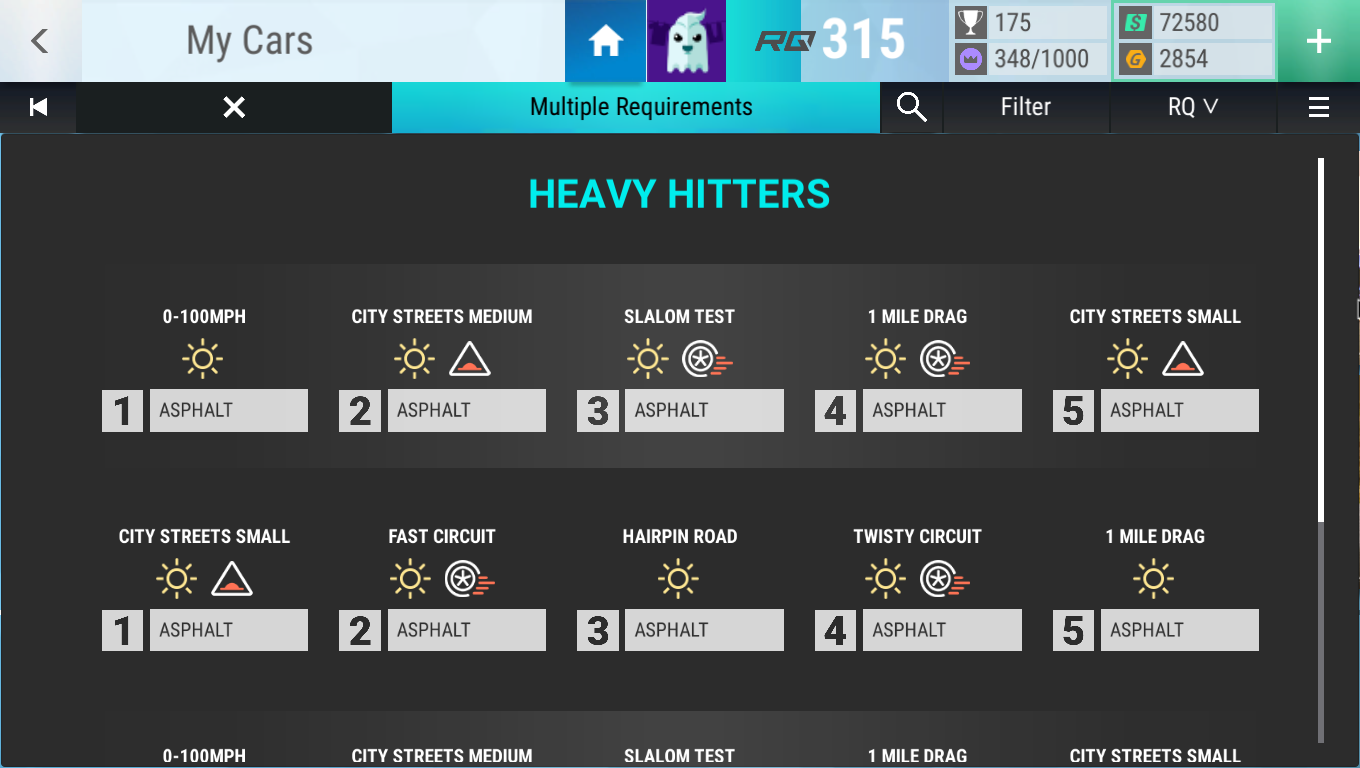 My Cars
RQ 315
175
348/1000
72580
2854
Multiple Requirements
Filter
RQ
HEAVY HITTERS
0-100MPH
CITY STREETS MEDIUM
SLALOM TEST
1 MILE DRAG
CITY STREETS SMALL
1 ASPHALT
2 ASPHALT
3 ASPHALT
4 ASPHALT
5 ASPHALT
CITY STREETS SMALL
FAST CIRCUIT
HAIRPIN ROAD
TWISTY CIRCUIT
1 MILE DRAG
1 ASPHALT
2 ASPHALT
3 ASPHALT
4 ASPHALT
5 ASPHALT
0-100MPH
CITY STREETS MEDIUM
SLALOM TEST
1 MILE DRAG
CITY STREETS SMALL